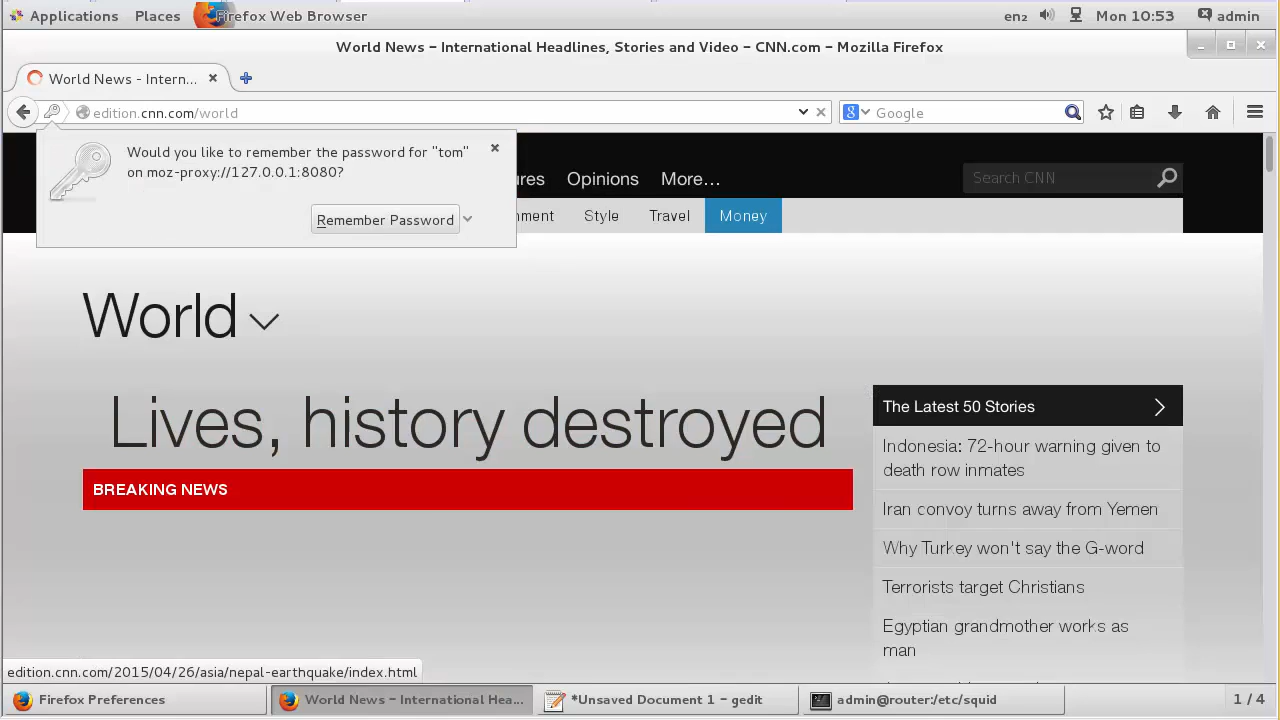 Applications Places Firefox Web Browser en₂ Mon 10:53 admin
World News – International Headlines, Stories and Video – CNN.com – Mozilla Firefox
World News - Intern...
edition.cnn.com/world
Google
Would you like to remember the password for "tom"
on moz-proxy://127.0.0.1:8080?
Remember Password
Opinions More...
Search CNN
Style Travel Money
World
Lives, history destroyed
BREAKING NEWS
The Latest 50 Stories
Indonesia: 72-hour warning given to
death row inmates
Iran convoy turns away from Yemen
Why Turkey won't say the G-word
Terrorists target Christians
Egyptian grandmother works as
man
edition.cnn.com/2015/04/26/asia/nepal-earthquake/index.html
Firefox Preferences World News – International Hea... *Unsaved Document 1 – gedit admin@router:/etc/squid 1 / 4